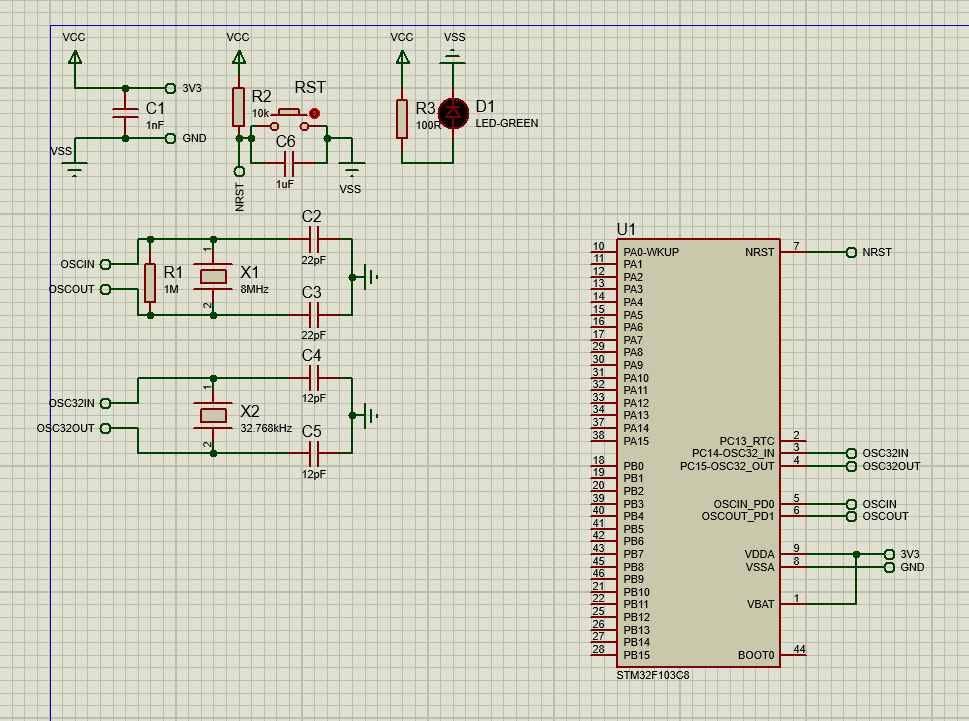 VCC
VCC
VCC
VSS
3V3
C1
1nF
GND
VSS
R2
10k
RST
C6
1uF
NRST
VSS
R3
100R
D1
LED-GREEN
OSCIN
OSCOUT
R1
1M
1
2
X1
8MHz
C2
22pF
C3
22pF
OSC32IN
OSC32OUT
1
2
X2
32.768kHz
C4
12pF
C5
12pF
U1
10 PA0-WKUP
11 PA1
12 PA2
13 PA3
14 PA4
15 PA5
16 PA6
17 PA7
29 PA8
30 PA9
31 PA10
32 PA11
33 PA12
34 PA13
37 PA14
38 PA15
18 PB0
19 PB1
20 PB2
39 PB3
40 PB4
41 PB5
42 PB6
43 PB7
45 PB8
46 PB9
21 PB10
22 PB11
25 PB12
26 PB13
27 PB14
28 PB15
NRST 7 NRST
PC13_RTC 2
PC14-OSC32_IN 3 OSC32IN
PC15-OSC32_OUT 4 OSC32OUT
OSCIN_PD0 5 OSCIN
OSCOUT_PD1 6 OSCOUT
VDDA 9 3V3
VSSA 8 GND
VBAT 1
BOOT0 44
STM32F103C8